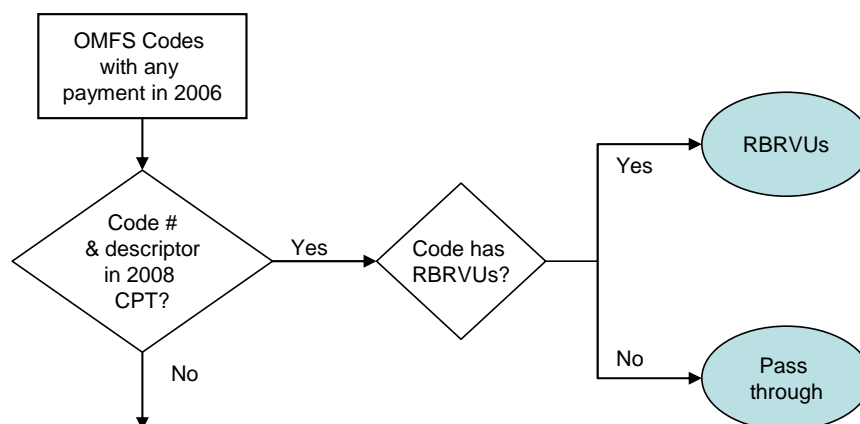 OMFS Codes
with any
payment in 2006
Code #
& descriptor
in 2008
CPT?
Yes
Code has
RBRVUs?
Yes
RBRVUs
No
Pass
through
No